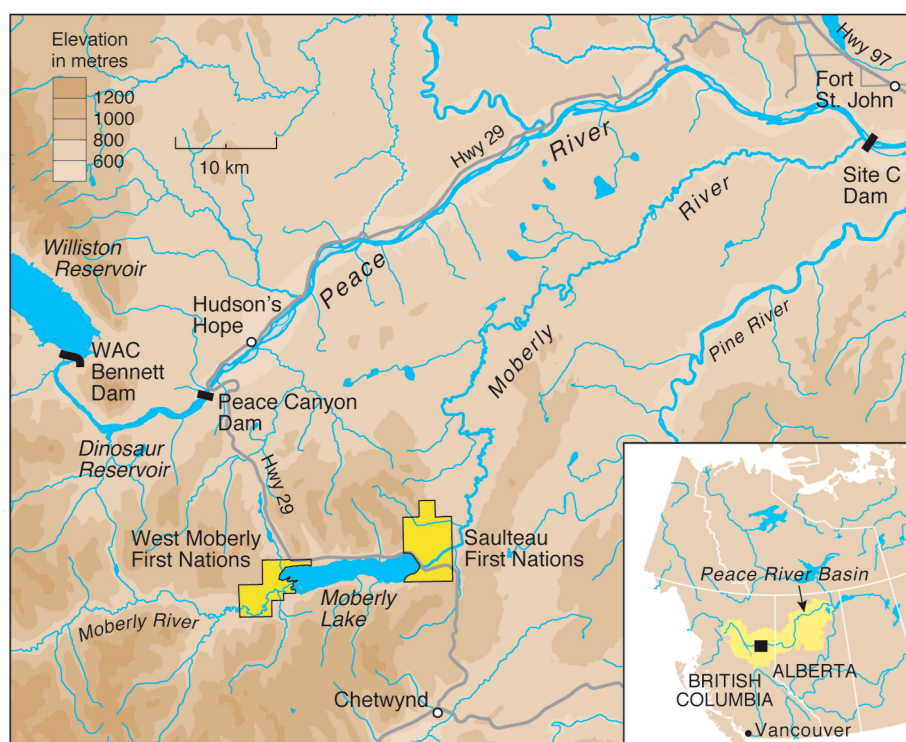 Elevation
in metres
1200
1000
800
600
10 km
Hwy 97
Fort
St. John
Hwy 29
River
Site C
Dam
River
Williston
Reservoir
Peace
Hudson's
Hope
Pine River
Moberly
WAC
Bennett
Dam
Peace Canyon
Dam
Dinosaur
Reservoir
Hwy 29
West Moberly
First Nations
Saulteau
First Nations
Moberly
Lake
Moberly River
Chetwynd
Peace River Basin
ALBERTA
BRITISH
COLUMBIA
Vancouver